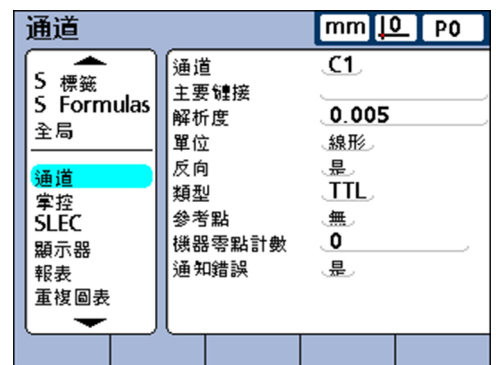 通道
mm 0 P0
S 標籤
S Formulas
全局
通道
掌控
SLEC
顯示器
報表
重複圖表
通道 C1
主要鏈接
解析度 0.005
單位 線形
反向 是
類型 TTL
參考點 無
機器零點計數 0
通知錯誤 是